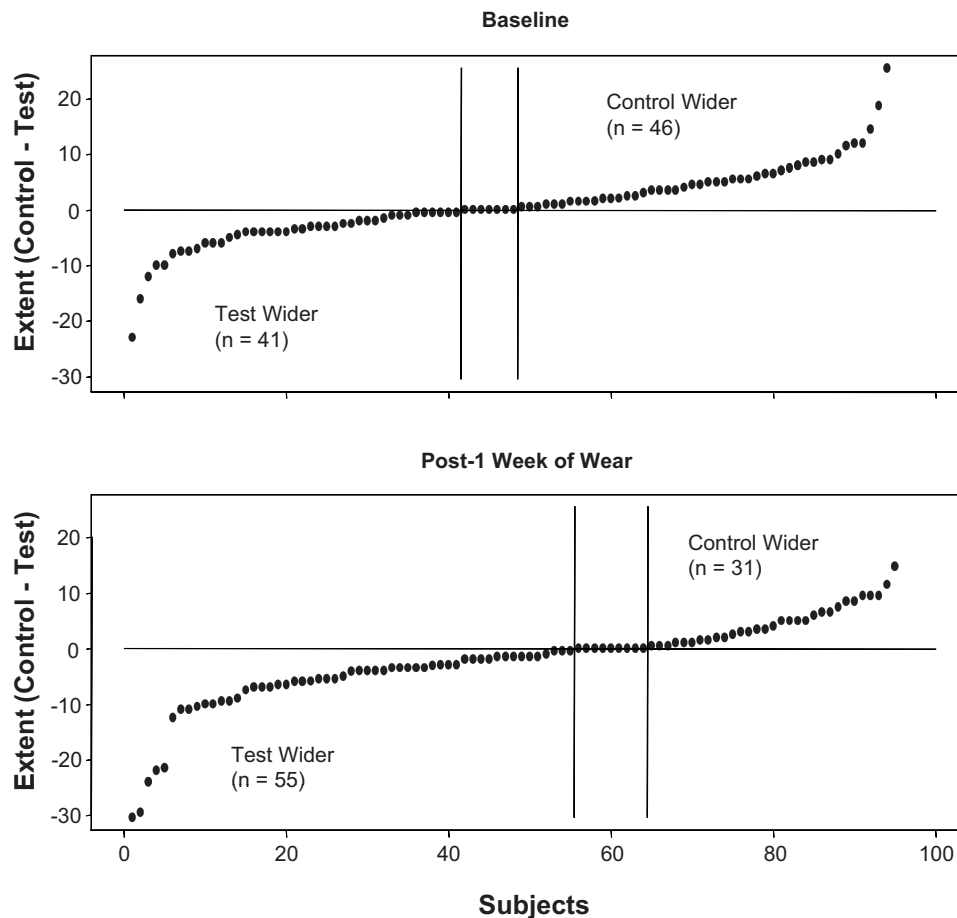 Baseline
Extent (Control - Test)
20
10
0
-10
-20
-30
Control Wider
(n = 46)
Test Wider
(n = 41)
Post-1 Week of Wear
Extent (Control - Test)
20
10
0
-10
-20
-30
Control Wider
(n = 31)
Test Wider
(n = 55)
0 20 40 60 80 100
Subjects